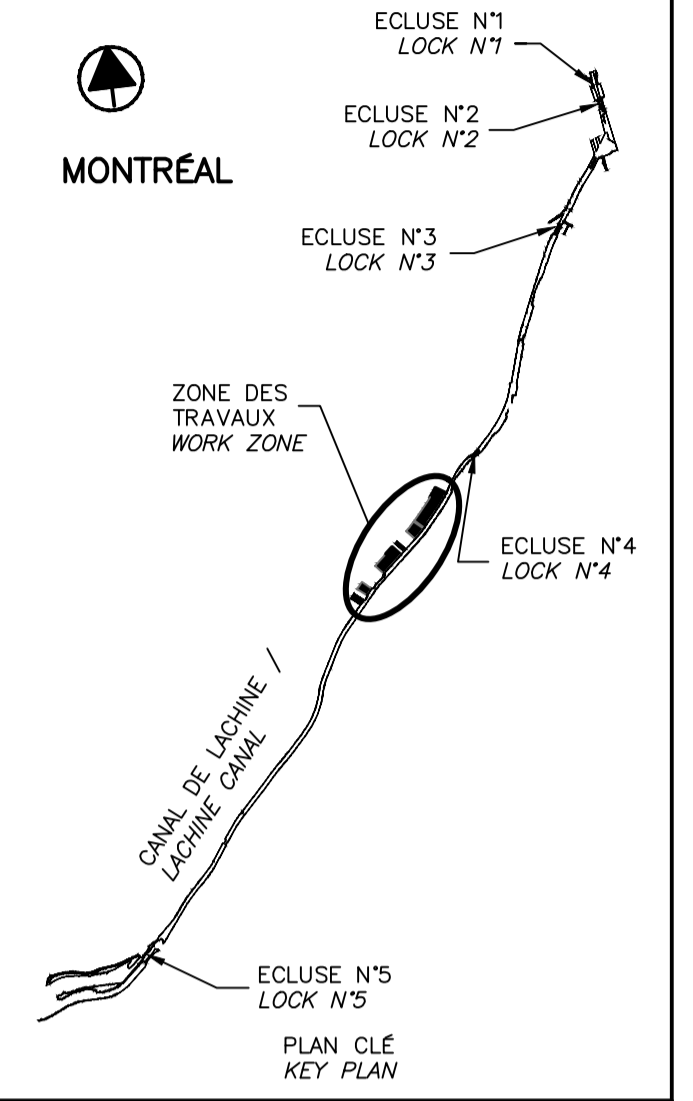 ECLUSE N°1
LOCK N°1
ECLUSE N°2
LOCK N°2
MONTRÉAL
ECLUSE N°3
LOCK N°3
ZONE DES
TRAVAUX
WORK ZONE
ECLUSE N°4
LOCK N°4
CANAL DE LACHINE /
LACHINE CANAL
ECLUSE N°5
LOCK N°5
PLAN CLÉ
KEY PLAN